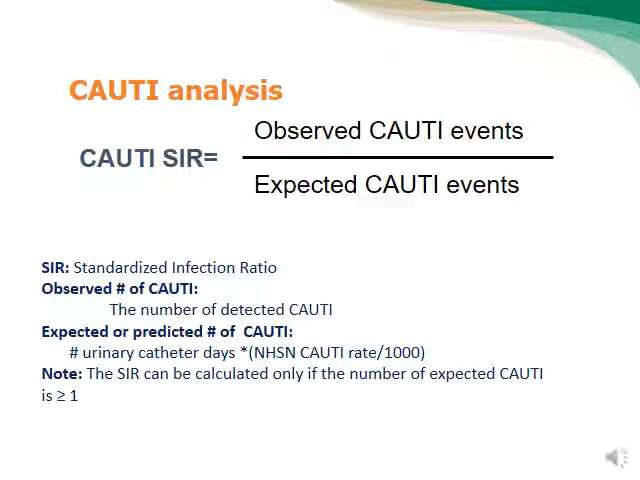 CAUTI analysis
CAUTI SIR=
Observed CAUTI events
Expected CAUTI events
SIR: Standardized Infection Ratio
Observed # of CAUTI:
The number of detected CAUTI
Expected or predicted # of CAUTI:
# urinary catheter days *(NHSN CAUTI rate/1000)
Note: The SIR can be calculated only if the number of expected CAUTI
is ≥ 1